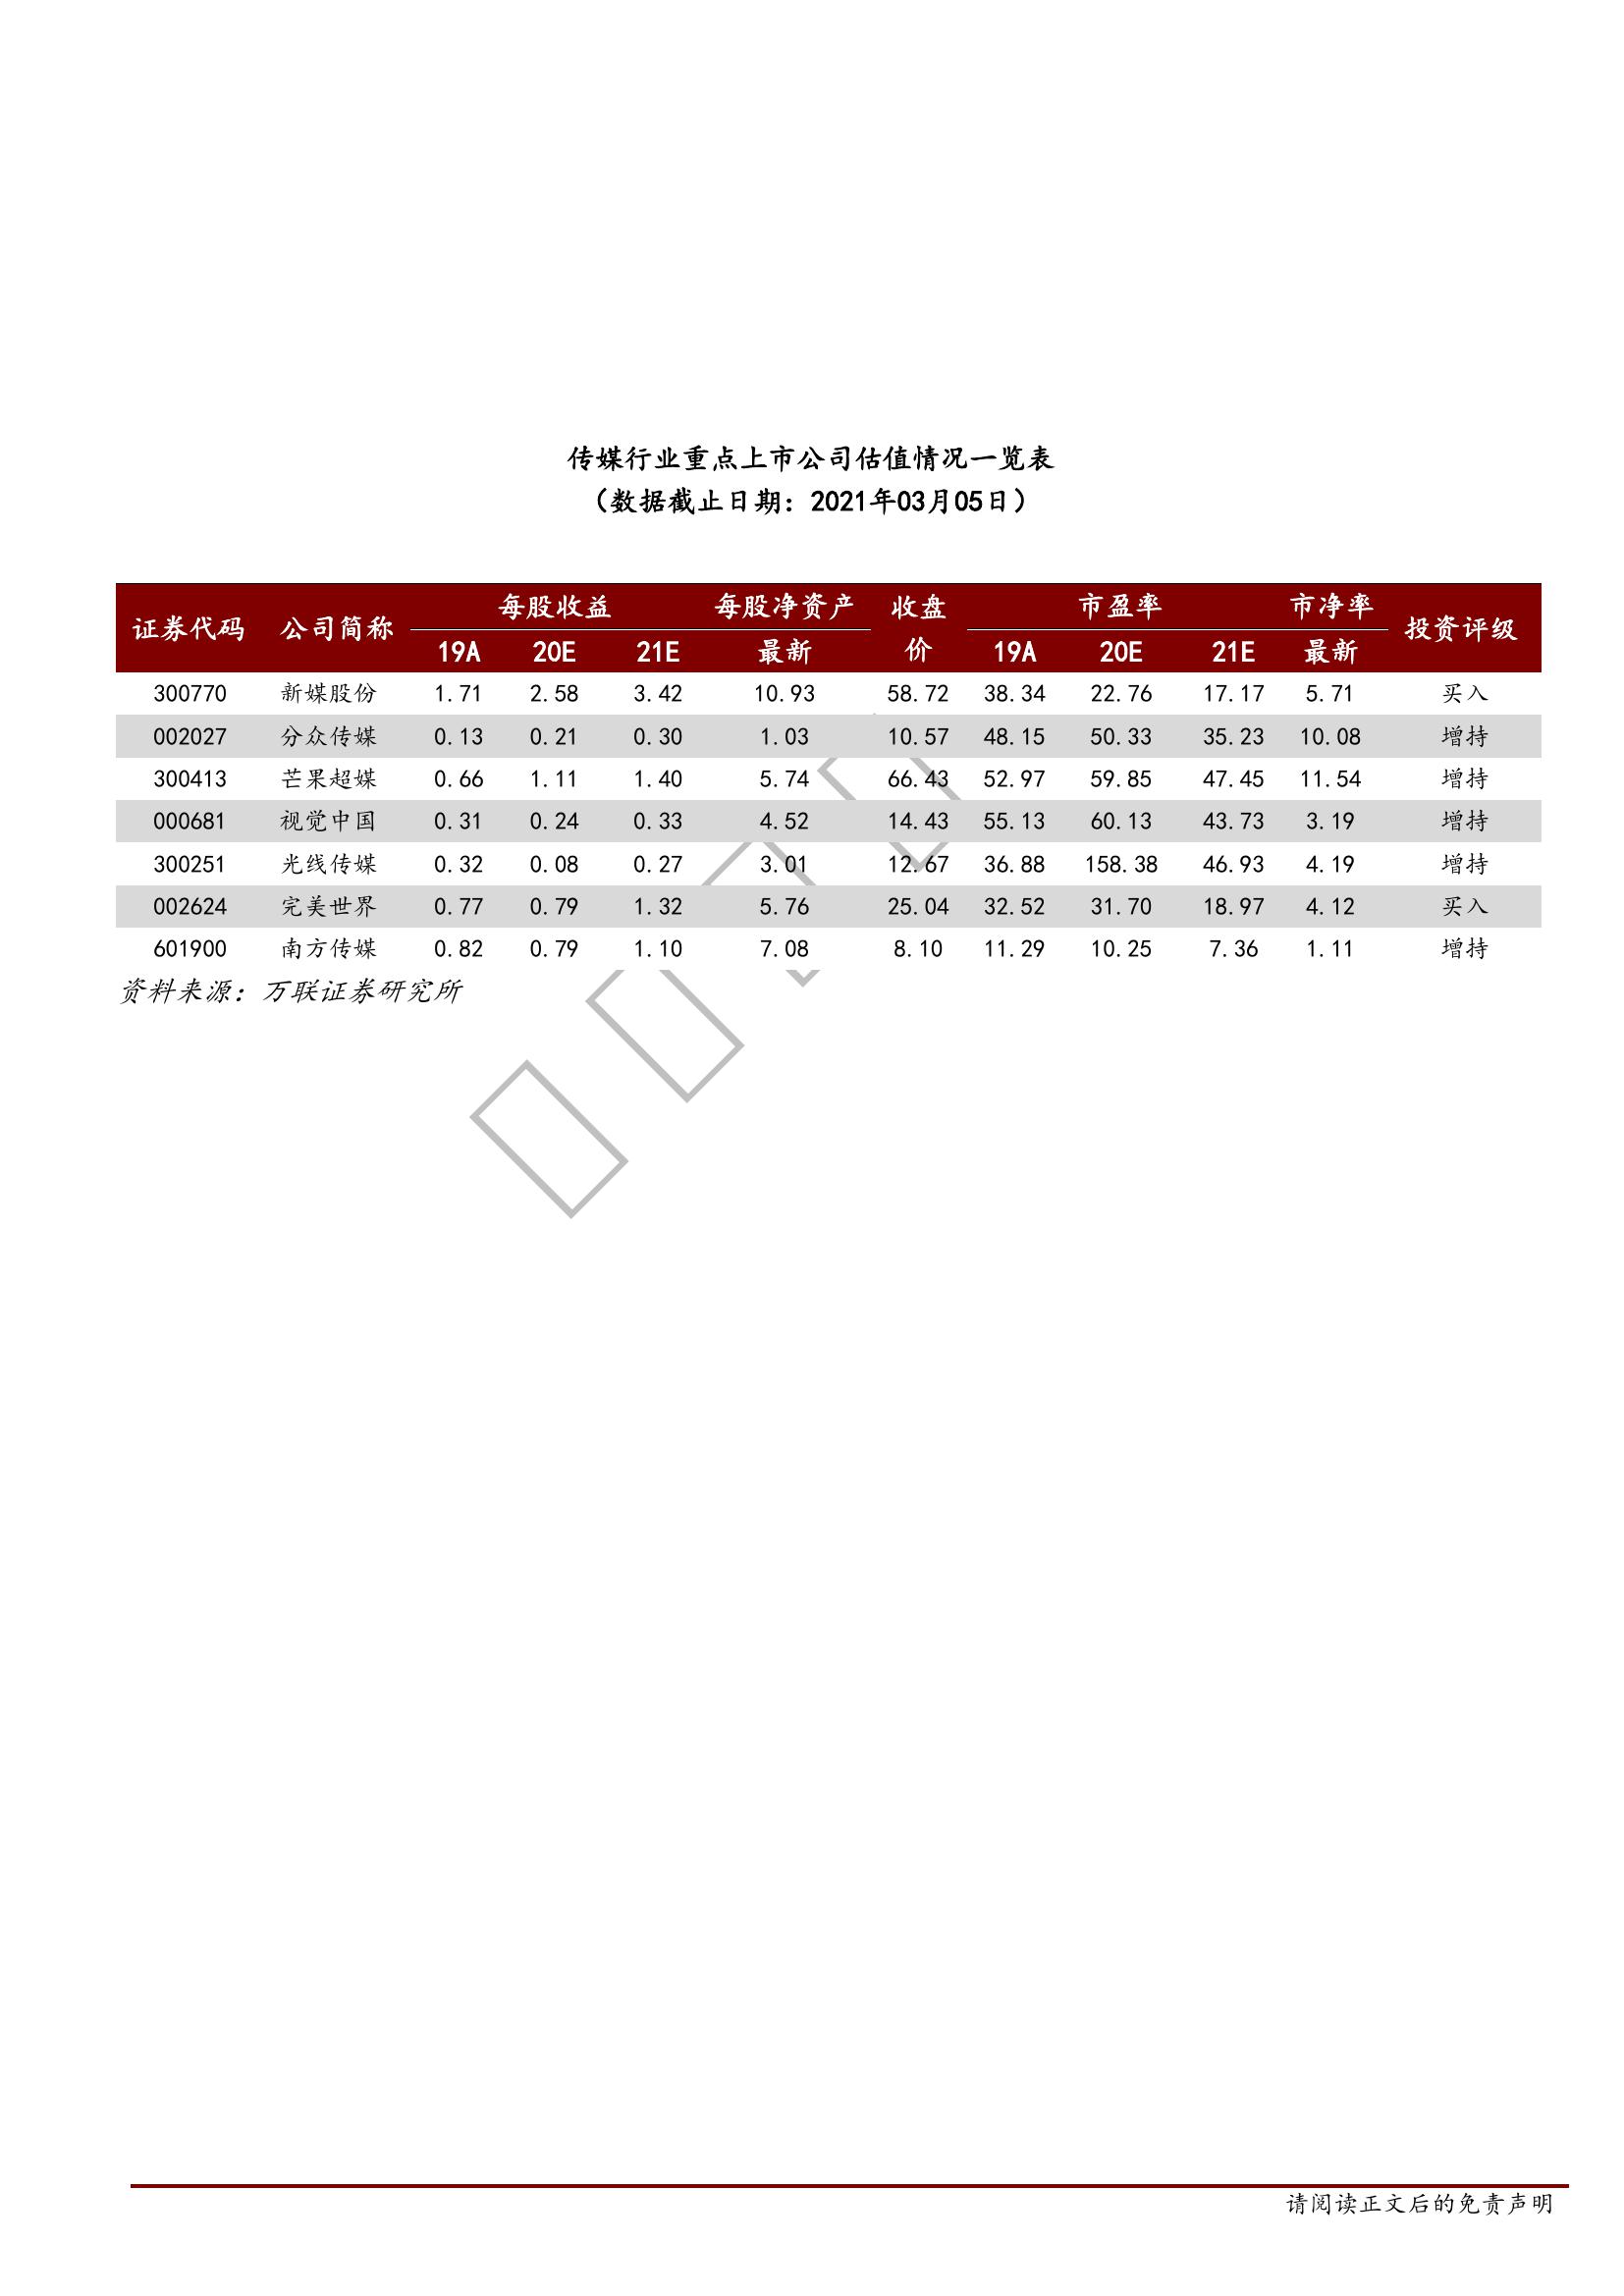 传媒行业重点上市公司估值情况一览表
（数据截止日期：2021年03月05日）
证券代码 公司简称 每股收益 每股净资产 收盘价 市盈率 市净率 投资评级
19A 20E 21E 最新 19A 20E 21E 最新
300770 新媒股份 1.71 2.58 3.42 10.93 58.72 38.34 22.76 17.17 5.71 买入
002027 分众传媒 0.13 0.21 0.30 1.03 10.57 48.15 50.33 35.23 10.08 增持
300413 芒果超媒 0.66 1.11 1.40 5.74 66.43 52.97 59.85 47.45 11.54 增持
000681 视觉中国 0.31 0.24 0.33 4.52 14.43 55.13 60.13 43.73 3.19 增持
300251 光线传媒 0.32 0.08 0.27 3.01 12.67 36.88 158.38 46.93 4.19 增持
002624 完美世界 0.77 0.79 1.32 5.76 25.04 32.52 31.70 18.97 4.12 买入
601900 南方传媒 0.82 0.79 1.10 7.08 8.10 11.29 10.25 7.36 1.11 增持
资料来源：万联证券研究所
请阅读正文后的免责声明